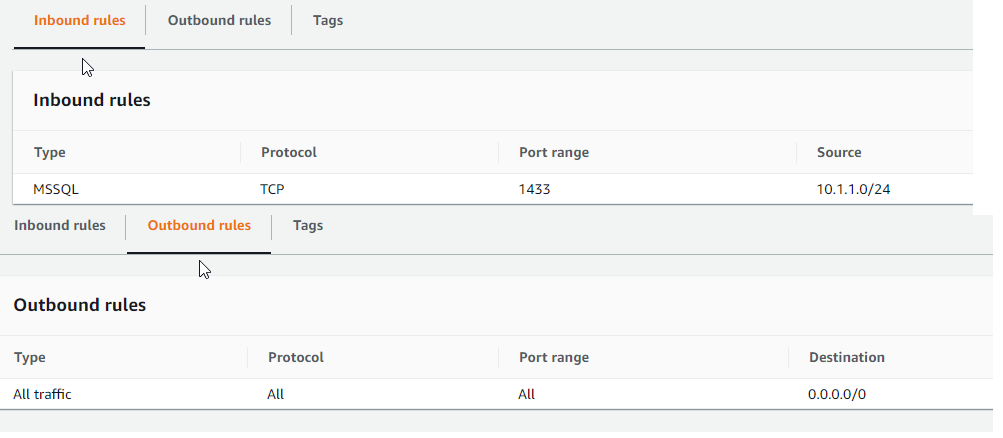 Inbound rules Outbound rules Tags
Inbound rules
Type Protocol Port range Source
MSSQL TCP 1433 10.1.1.0/24
Inbound rules Outbound rules Tags
Outbound rules
Type Protocol Port range Destination
All traffic All All 0.0.0.0/0